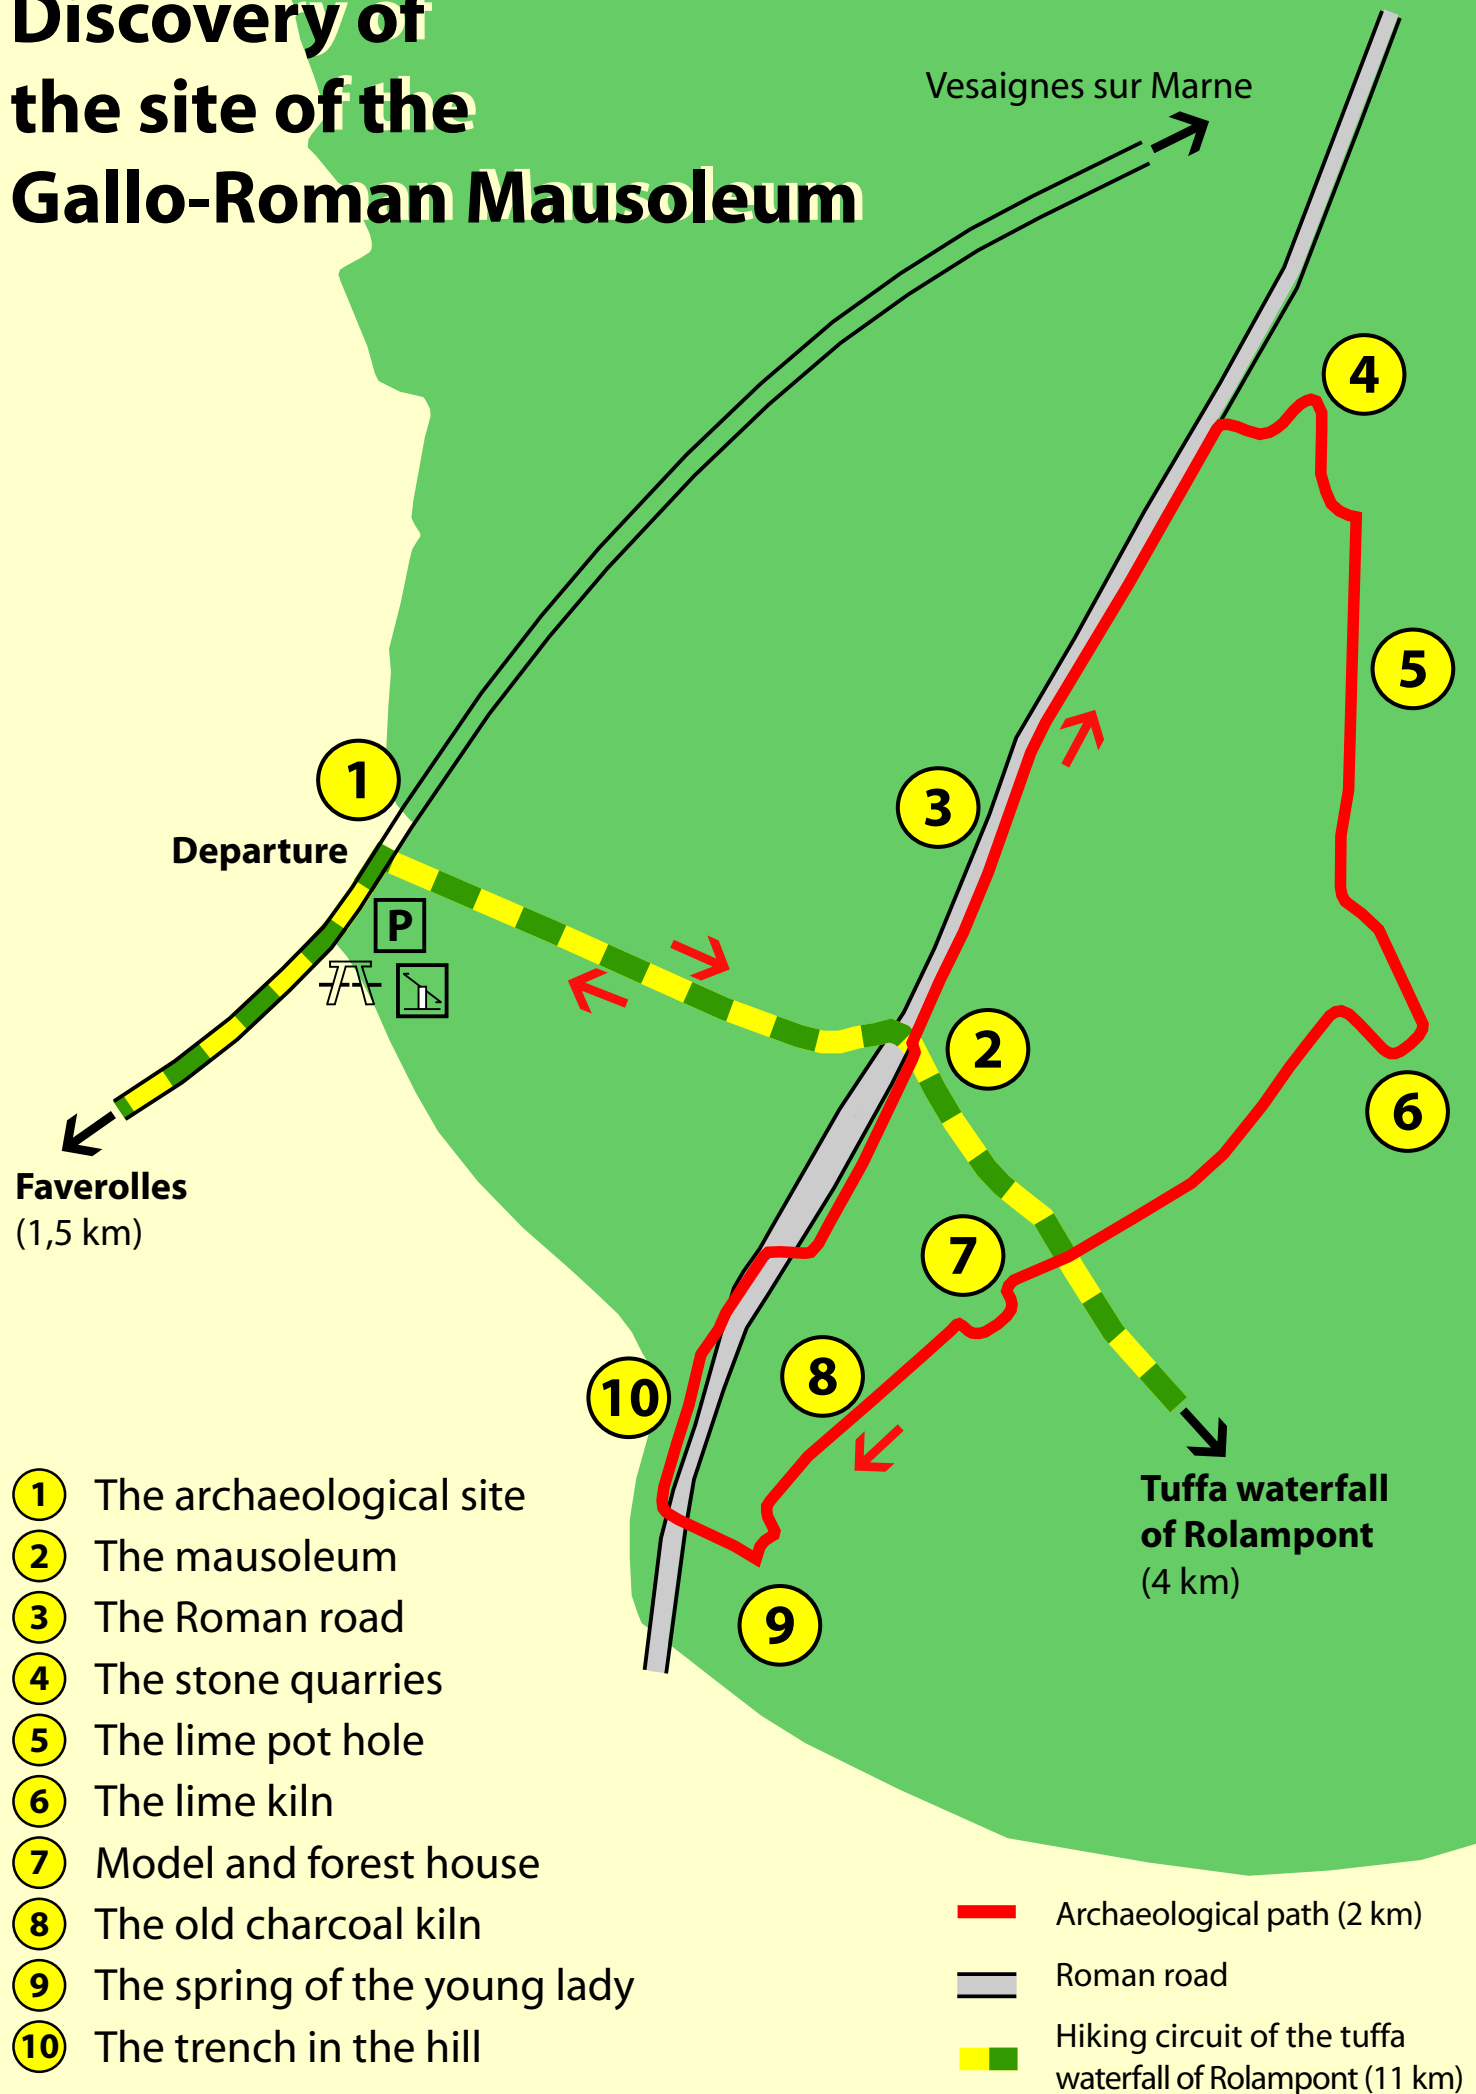 Discovery of
the site of the
Gallo-Roman Mausoleum
Vesaignes sur Marne
4
5
1
3
Departure
P
2
6
Faverolles
(1,5 km)
7
8
10
Tuffa waterfall
of Rolampont
(4 km)
9
1 The archaeological site
2 The mausoleum
3 The Roman road
4 The stone quarries
5 The lime pot hole
6 The lime kiln
7 Model and forest house
8 The old charcoal kiln
9 The spring of the young lady
10 The trench in the hill
Archaeological path (2 km)
Roman road
Hiking circuit of the tuffa
waterfall of Rolampont (11 km)